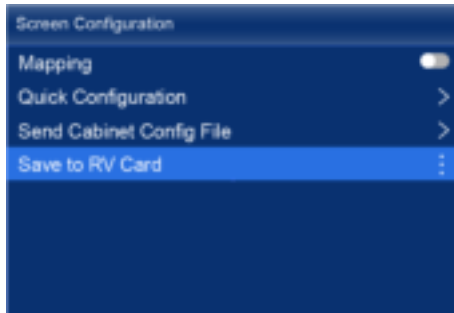 Screen Configuration
Mapping
Quick Configuration
Send Cabinet Config File
Save to RV Card